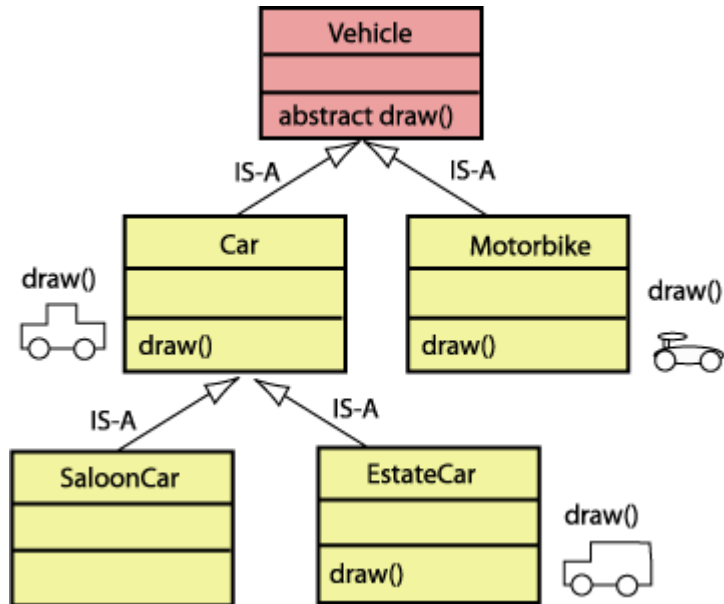 Vehicle
abstract draw()
IS-A
IS-A
Car
Motorbike
draw()
draw()
draw()
draw()
IS-A
IS-A
SaloonCar
EstateCar
draw()
draw()